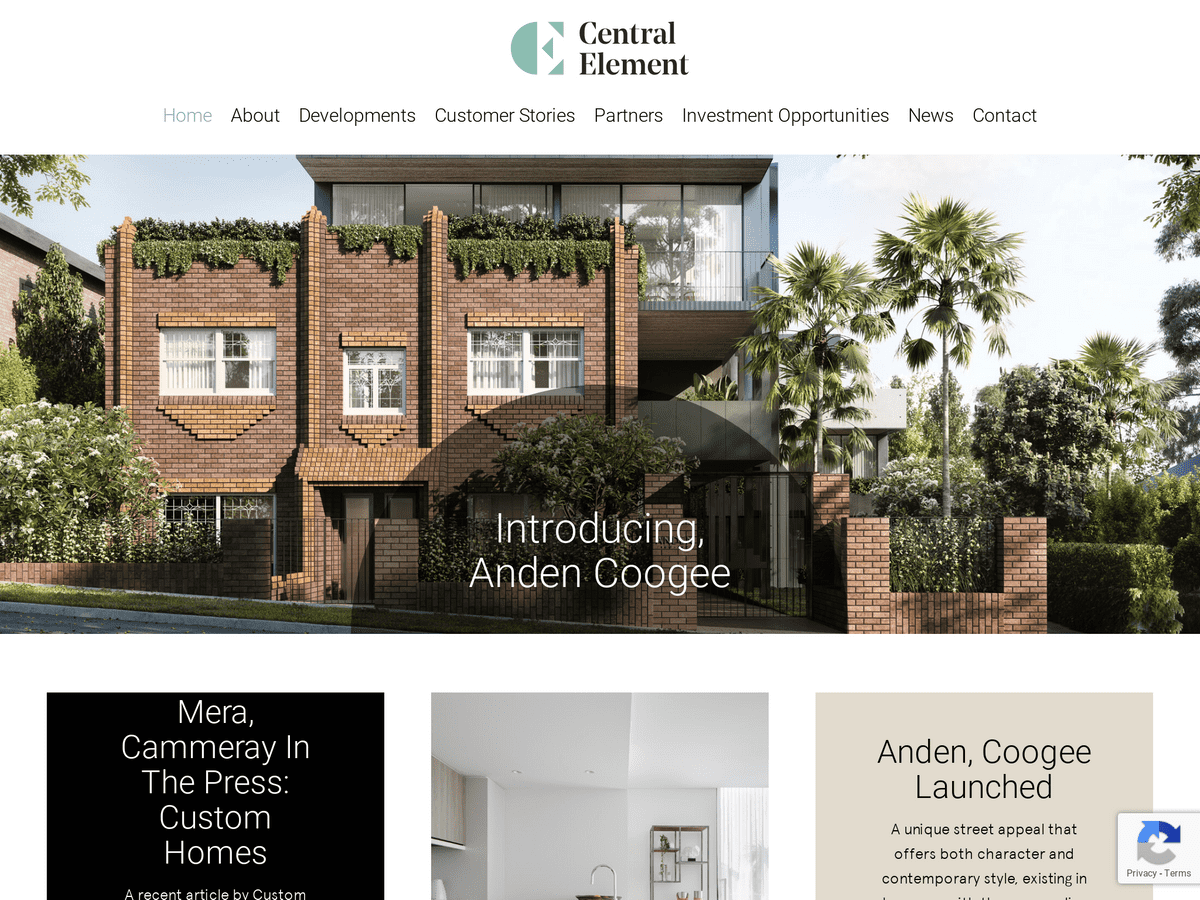 Central
Element
Home About Developments Customer Stories Partners Investment Opportunities News Contact
Introducing,
Anden Coogee
Mera,
Cammeray In
The Press:
Custom
Homes
A recent article by Custom
Anden, Coogee
Launched
A unique street appeal that
offers both character and
contemporary style, existing in
Privacy - Terms